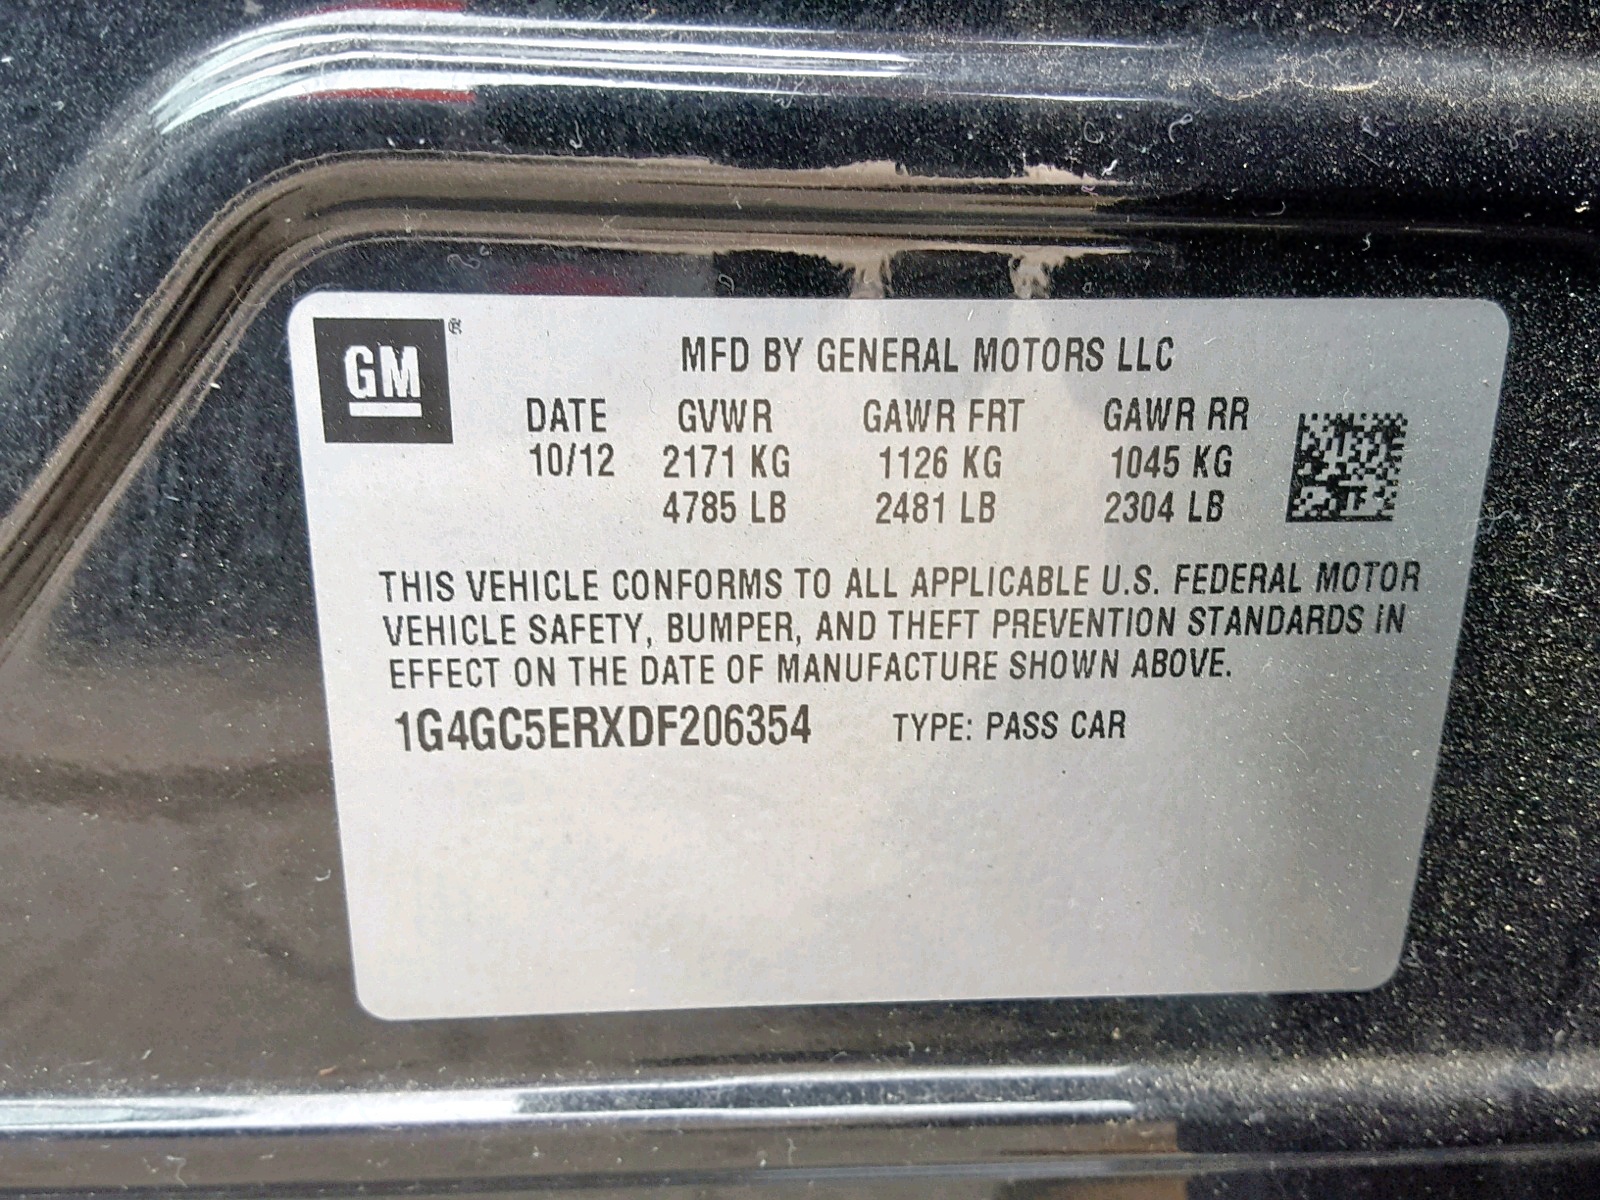 GM ®
MFD BY GENERAL MOTORS LLC
DATE GVWR GAWR FRT GAWR RR
10/12 2171 KG 1126 KG 1045 KG
4785 LB 2481 LB 2304 LB
TF
THIS VEHICLE CONFORMS TO ALL APPLICABLE U.S. FEDERAL MOTOR
VEHICLE SAFETY, BUMPER, AND THEFT PREVENTION STANDARDS IN
EFFECT ON THE DATE OF MANUFACTURE SHOWN ABOVE.
1G4GC5ERXDF206354 TYPE: PASS CAR